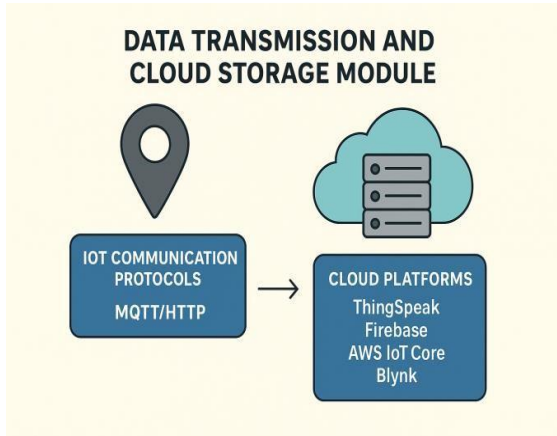 DATA TRANSMISSION AND
CLOUD STORAGE MODULE
IOT COMMUNICATION
PROTOCOLS
MQTT/HTTP
CLOUD PLATFORMS
ThingSpeak
Firebase
AWS IoT Core
Blynk